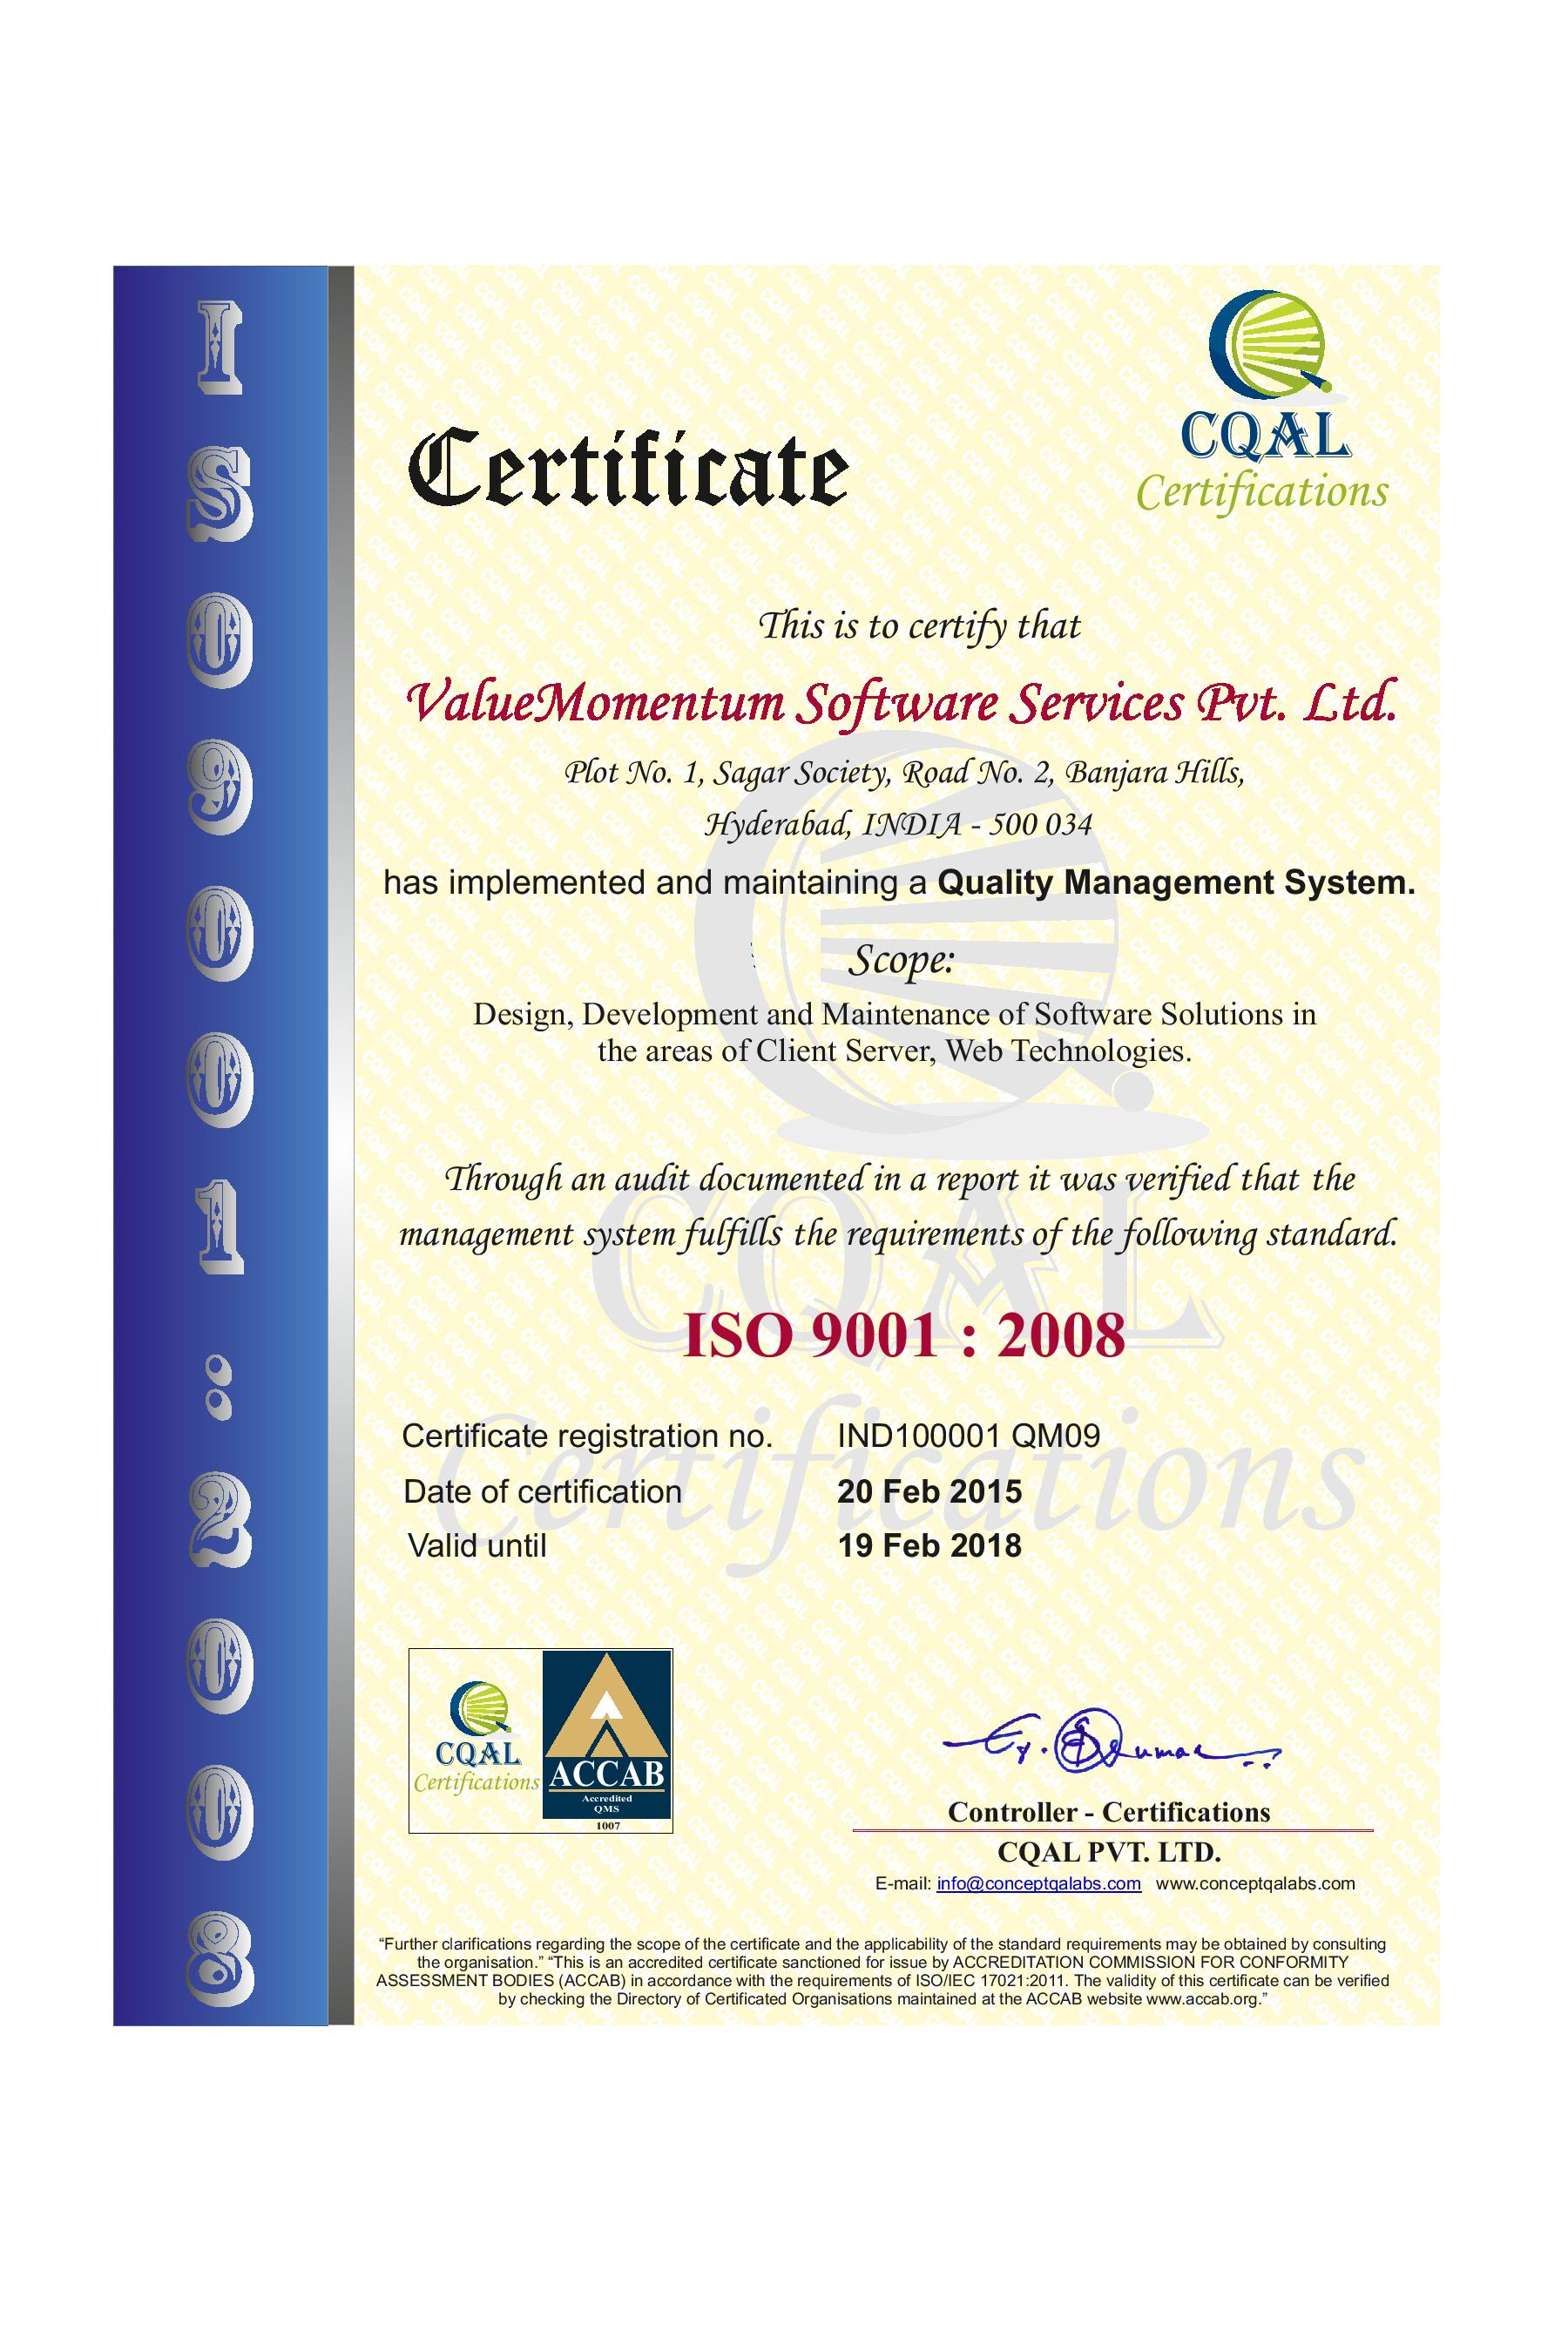 ISO 9001:2008
CQAL
Certifications
Certificate
This is to certify that
ValueMomentum Software Services Pvt. Ltd.
Plot No. 1, Sagar Society, Road No. 2, Banjara Hills,
Hyderabad, INDIA - 500 034
has implemented and maintaining a Quality Management System.
Scope:
Design, Development and Maintenance of Software Solutions in
the areas of Client Server, Web Technologies.
Through an audit documented in a report it was verified that the
management system fulfills the requirements of the following standard.
ISO 9001 : 2008
Certificate registration no. IND100001 QM09
Date of certification 20 Feb 2015
Valid until 19 Feb 2018
CQAL
Certifications
ACCAB
Accredited
QMS
1007
Controller - Certifications
CQAL PVT. LTD.
E-mail: info@conceptqalabs.com www.conceptqalabs.com
“Further clarifications regarding the scope of the certificate and the applicability of the standard requirements may be obtained by consulting
the organisation.” “This is an accredited certificate sanctioned for issue by ACCREDITATION COMMISSION FOR CONFORMITY
ASSESSMENT BODIES (ACCAB) in accordance with the requirements of ISO/IEC 17021:2011. The validity of this certificate can be verified
by checking the Directory of Certificated Organisations maintained at the ACCAB website www.accab.org.”